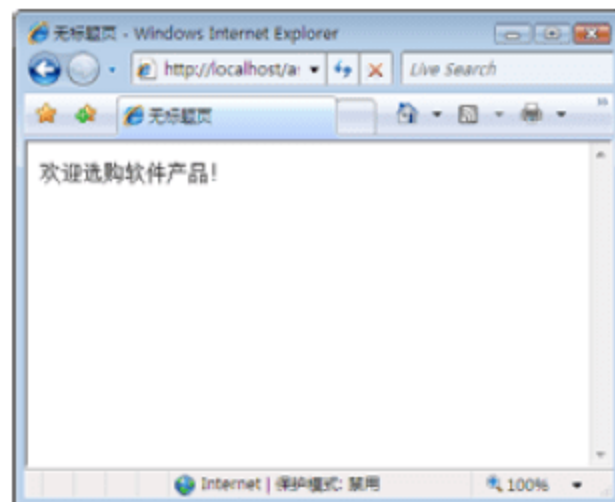 无标题页 - Windows Internet Explorer
http://localhost/a
Live Search
无标题页
欢迎选购软件产品!
Internet | 保护模式: 禁用
100%